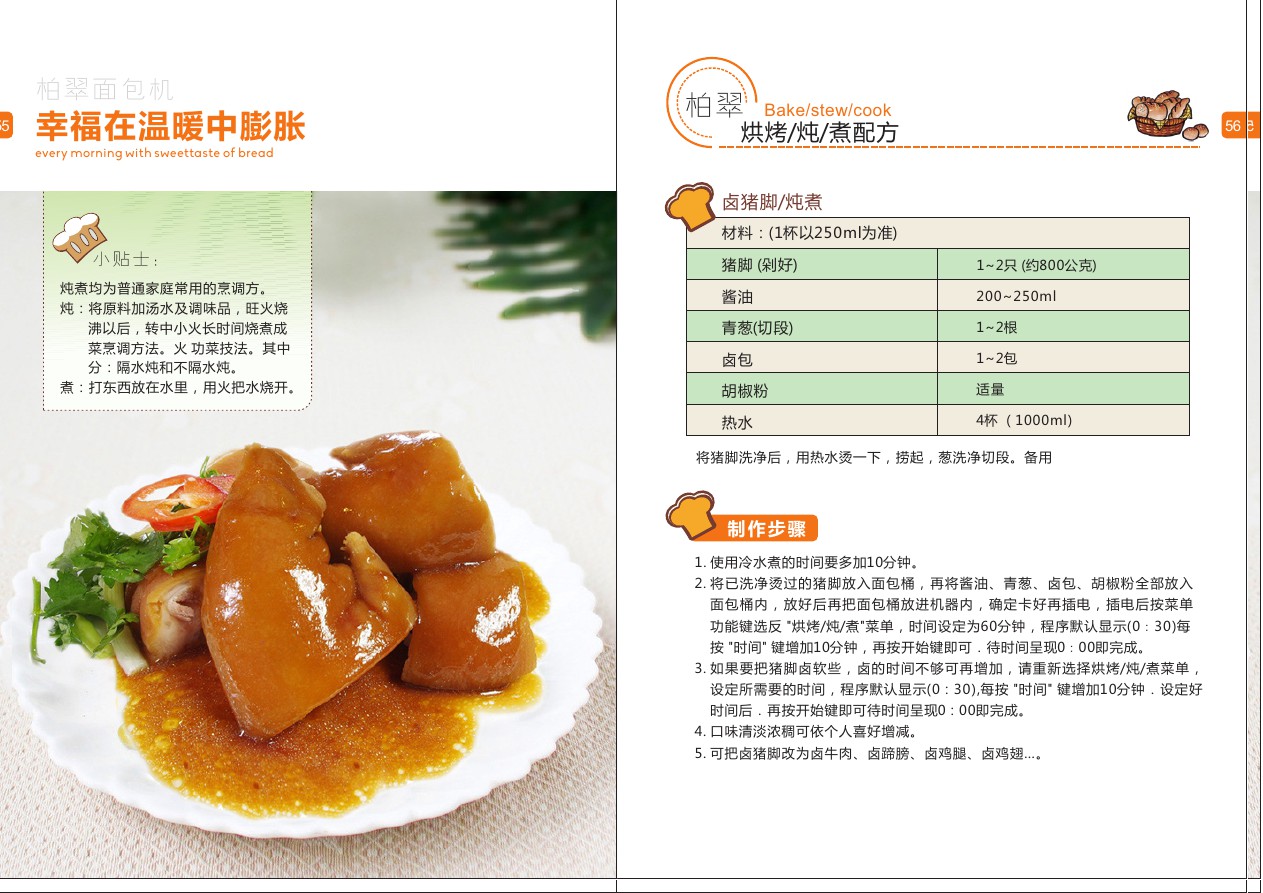 柏翠面包机
55
幸福在温暖中膨胀
every morning with sweettaste of bread
小贴士:
炖煮均为普通家庭常用的烹调方。
炖：将原料加汤水及调味品，旺火烧
沸以后，转中小火长时间烧煮成
菜烹调方法。火 功菜技法。其中
分：隔水炖和不隔水炖。
煮：打东西放在水里，用火把水烧开。
柏翠
Bake/stew/cook
烘烤/炖/煮配方
56
卤猪脚/炖煮
材料：(1杯以250ml为准)
猪脚 (剁好) 1~2只 (约800公克)
酱油 200~250ml
青葱(切段) 1~2根
卤包 1~2包
胡椒粉 适量
热水 4杯（1000ml)
将猪脚洗净后，用热水烫一下，捞起，葱洗净切段。备用
制作步骤
1. 使用冷水煮的时间要多加10分钟。
2. 将已洗净烫过的猪脚放入面包桶，再将酱油、青葱、卤包、胡椒粉全部放入
面包桶内，放好后再把面包桶放进机器内，确定卡好再插电，插电后按菜单
功能键选反 "烘烤/炖/煮"菜单，时间设定为60分钟，程序默认显示(0：30)每
按 "时间" 键增加10分钟，再按开始键即可．待时间呈现0：00即完成。
3. 如果要把猪脚卤软些，卤的时间不够可再增加，请重新选择烘烤/炖/煮菜单，
设定所需要的时间，程序默认显示(0：30),每按 "时间" 键增加10分钟．设定好
时间后．再按开始键即可待时间呈现0：00即完成。
4. 口味清淡浓稠可依个人喜好增减。
5. 可把卤猪脚改为卤牛肉、卤蹄膀、卤鸡腿、卤鸡翅...。